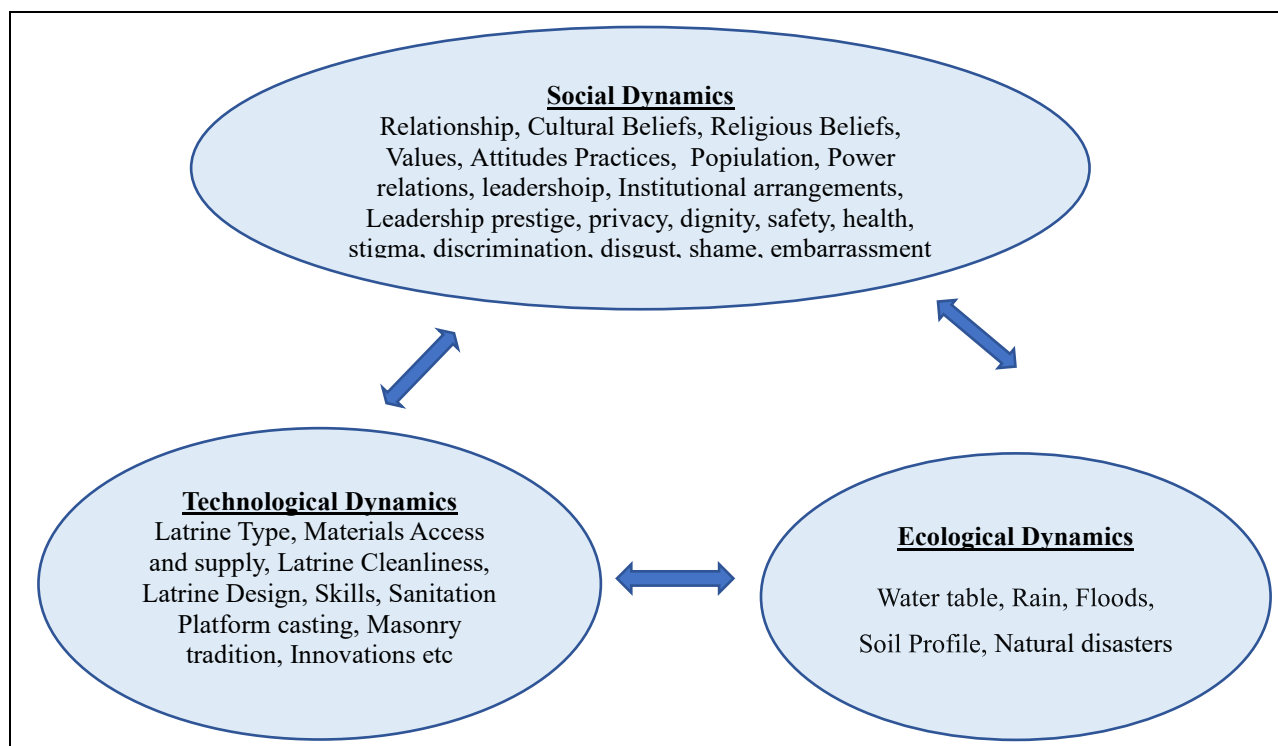 Social Dynamics
Relationship, Cultural Beliefs, Religious Beliefs,
Values, Attitudes Practices, Popiulation, Power
relations, leadershoip, Institutional arrangements,
Leadership prestige, privacy, dignity, safety, health,
stigma, discrimination, disgust, shame, embarrassment
Technological Dynamics
Latrine Type, Materials Access
and supply, Latrine Cleanliness,
Latrine Design, Skills, Sanitation
Platform casting, Masonry
tradition, Innovations etc
Ecological Dynamics
Water table, Rain, Floods,
Soil Profile, Natural disasters